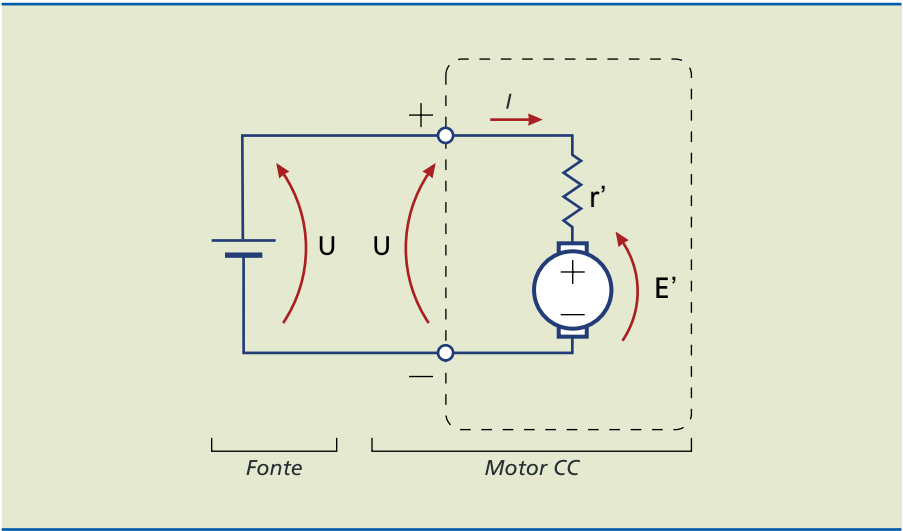 +
I
r’
U
U
+
E’
—
—
Fonte
Motor CC